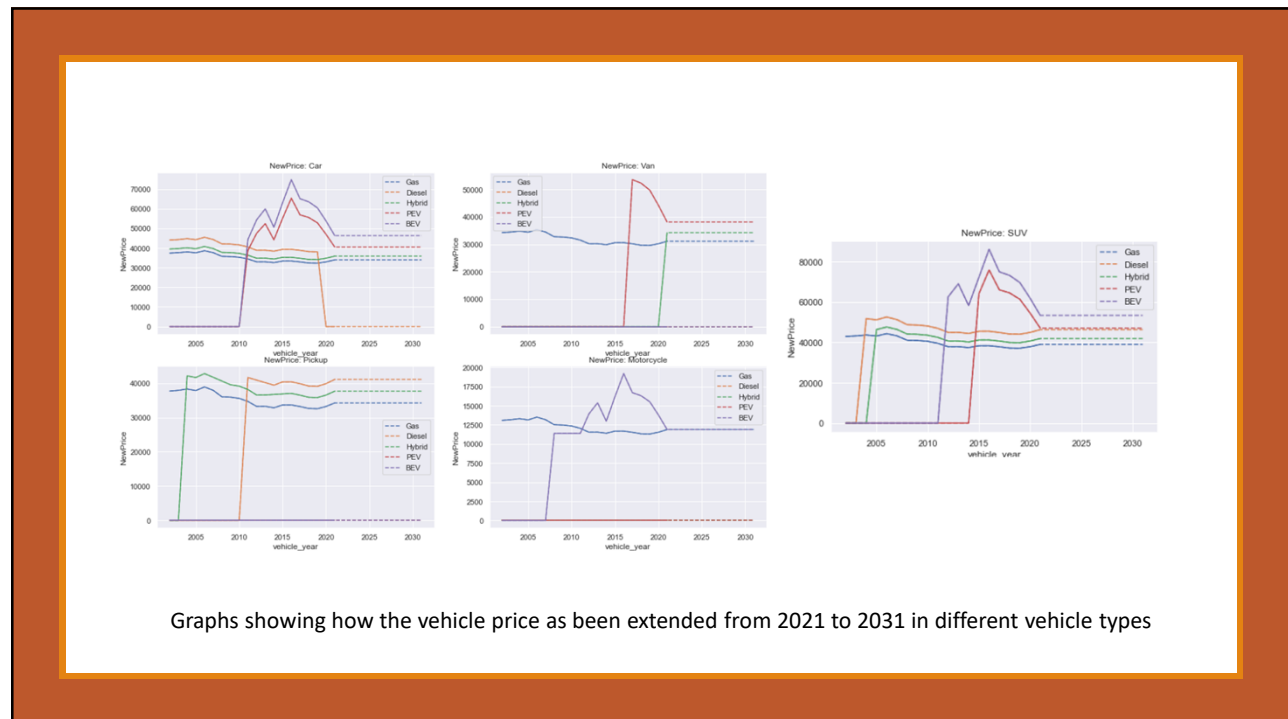 NewPrice: Car
NewPrice
70000
60000
50000
40000
30000
20000
10000
0
Gas
Diesel
Hybrid
PEV
BEV
2005 2010 2015 2020 2025 2030
vehicle_year
NewPrice: Van
NewPrice
50000
40000
30000
20000
10000
0
Gas
Diesel
Hybrid
PEV
BEV
2005 2010 2015 2020 2025 2030
vehicle_year
NewPrice: SUV
NewPrice
80000
60000
40000
20000
0
Gas
Diesel
Hybrid
PEV
BEV
2005 2010 2015 2020 2025 2030
vehicle_year
NewPrice: Pickup
NewPrice
40000
30000
20000
10000
0
Gas
Diesel
Hybrid
PEV
BEV
2005 2010 2015 2020 2025 2030
vehicle_year
NewPrice: Motorcycle
NewPrice
20000
17500
15000
12500
10000
7500
5000
2500
0
Gas
Diesel
Hybrid
PEV
BEV
2005 2010 2015 2020 2025 2030
vehicle_year
Graphs showing how the vehicle price as been extended from 2021 to 2031 in different vehicle types